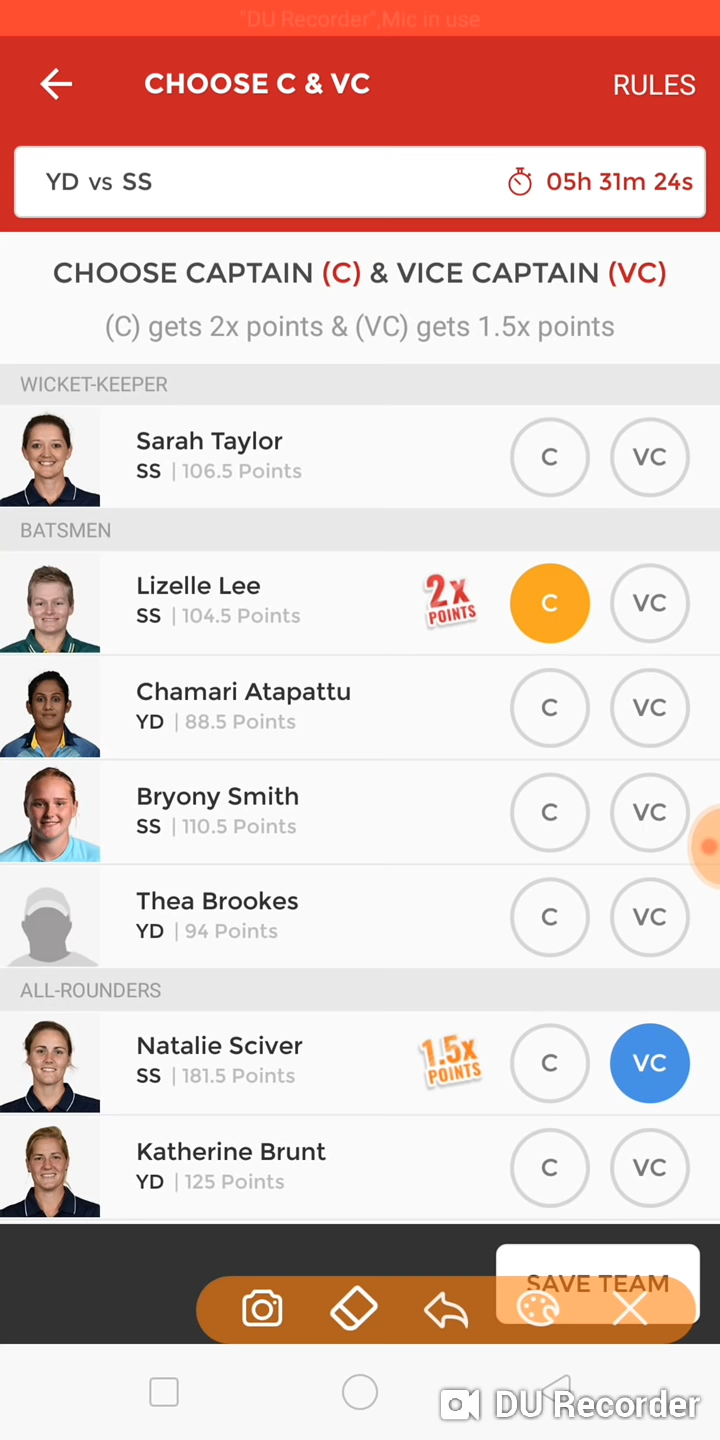 "DU Recorder",Mic in use
CHOOSE C & VC
RULES
YD vs SS
05h 31m 24s
CHOOSE CAPTAIN (C) & VICE CAPTAIN (VC)
(C) gets 2x points & (VC) gets 1.5x points
WICKET-KEEPER
Sarah Taylor
SS | 106.5 Points
C
VC
BATSMEN
Lizelle Lee
SS | 104.5 Points
2X
POINTS
C
VC
Chamari Atapattu
YD | 88.5 Points
C
VC
Bryony Smith
SS | 110.5 Points
C
VC
Thea Brookes
YD | 94 Points
C
VC
ALL-ROUNDERS
Natalie Sciver
SS | 181.5 Points
1.5X
POINTS
C
VC
Katherine Brunt
YD | 125 Points
C
VC
SAVE TEAM
DU Recorder